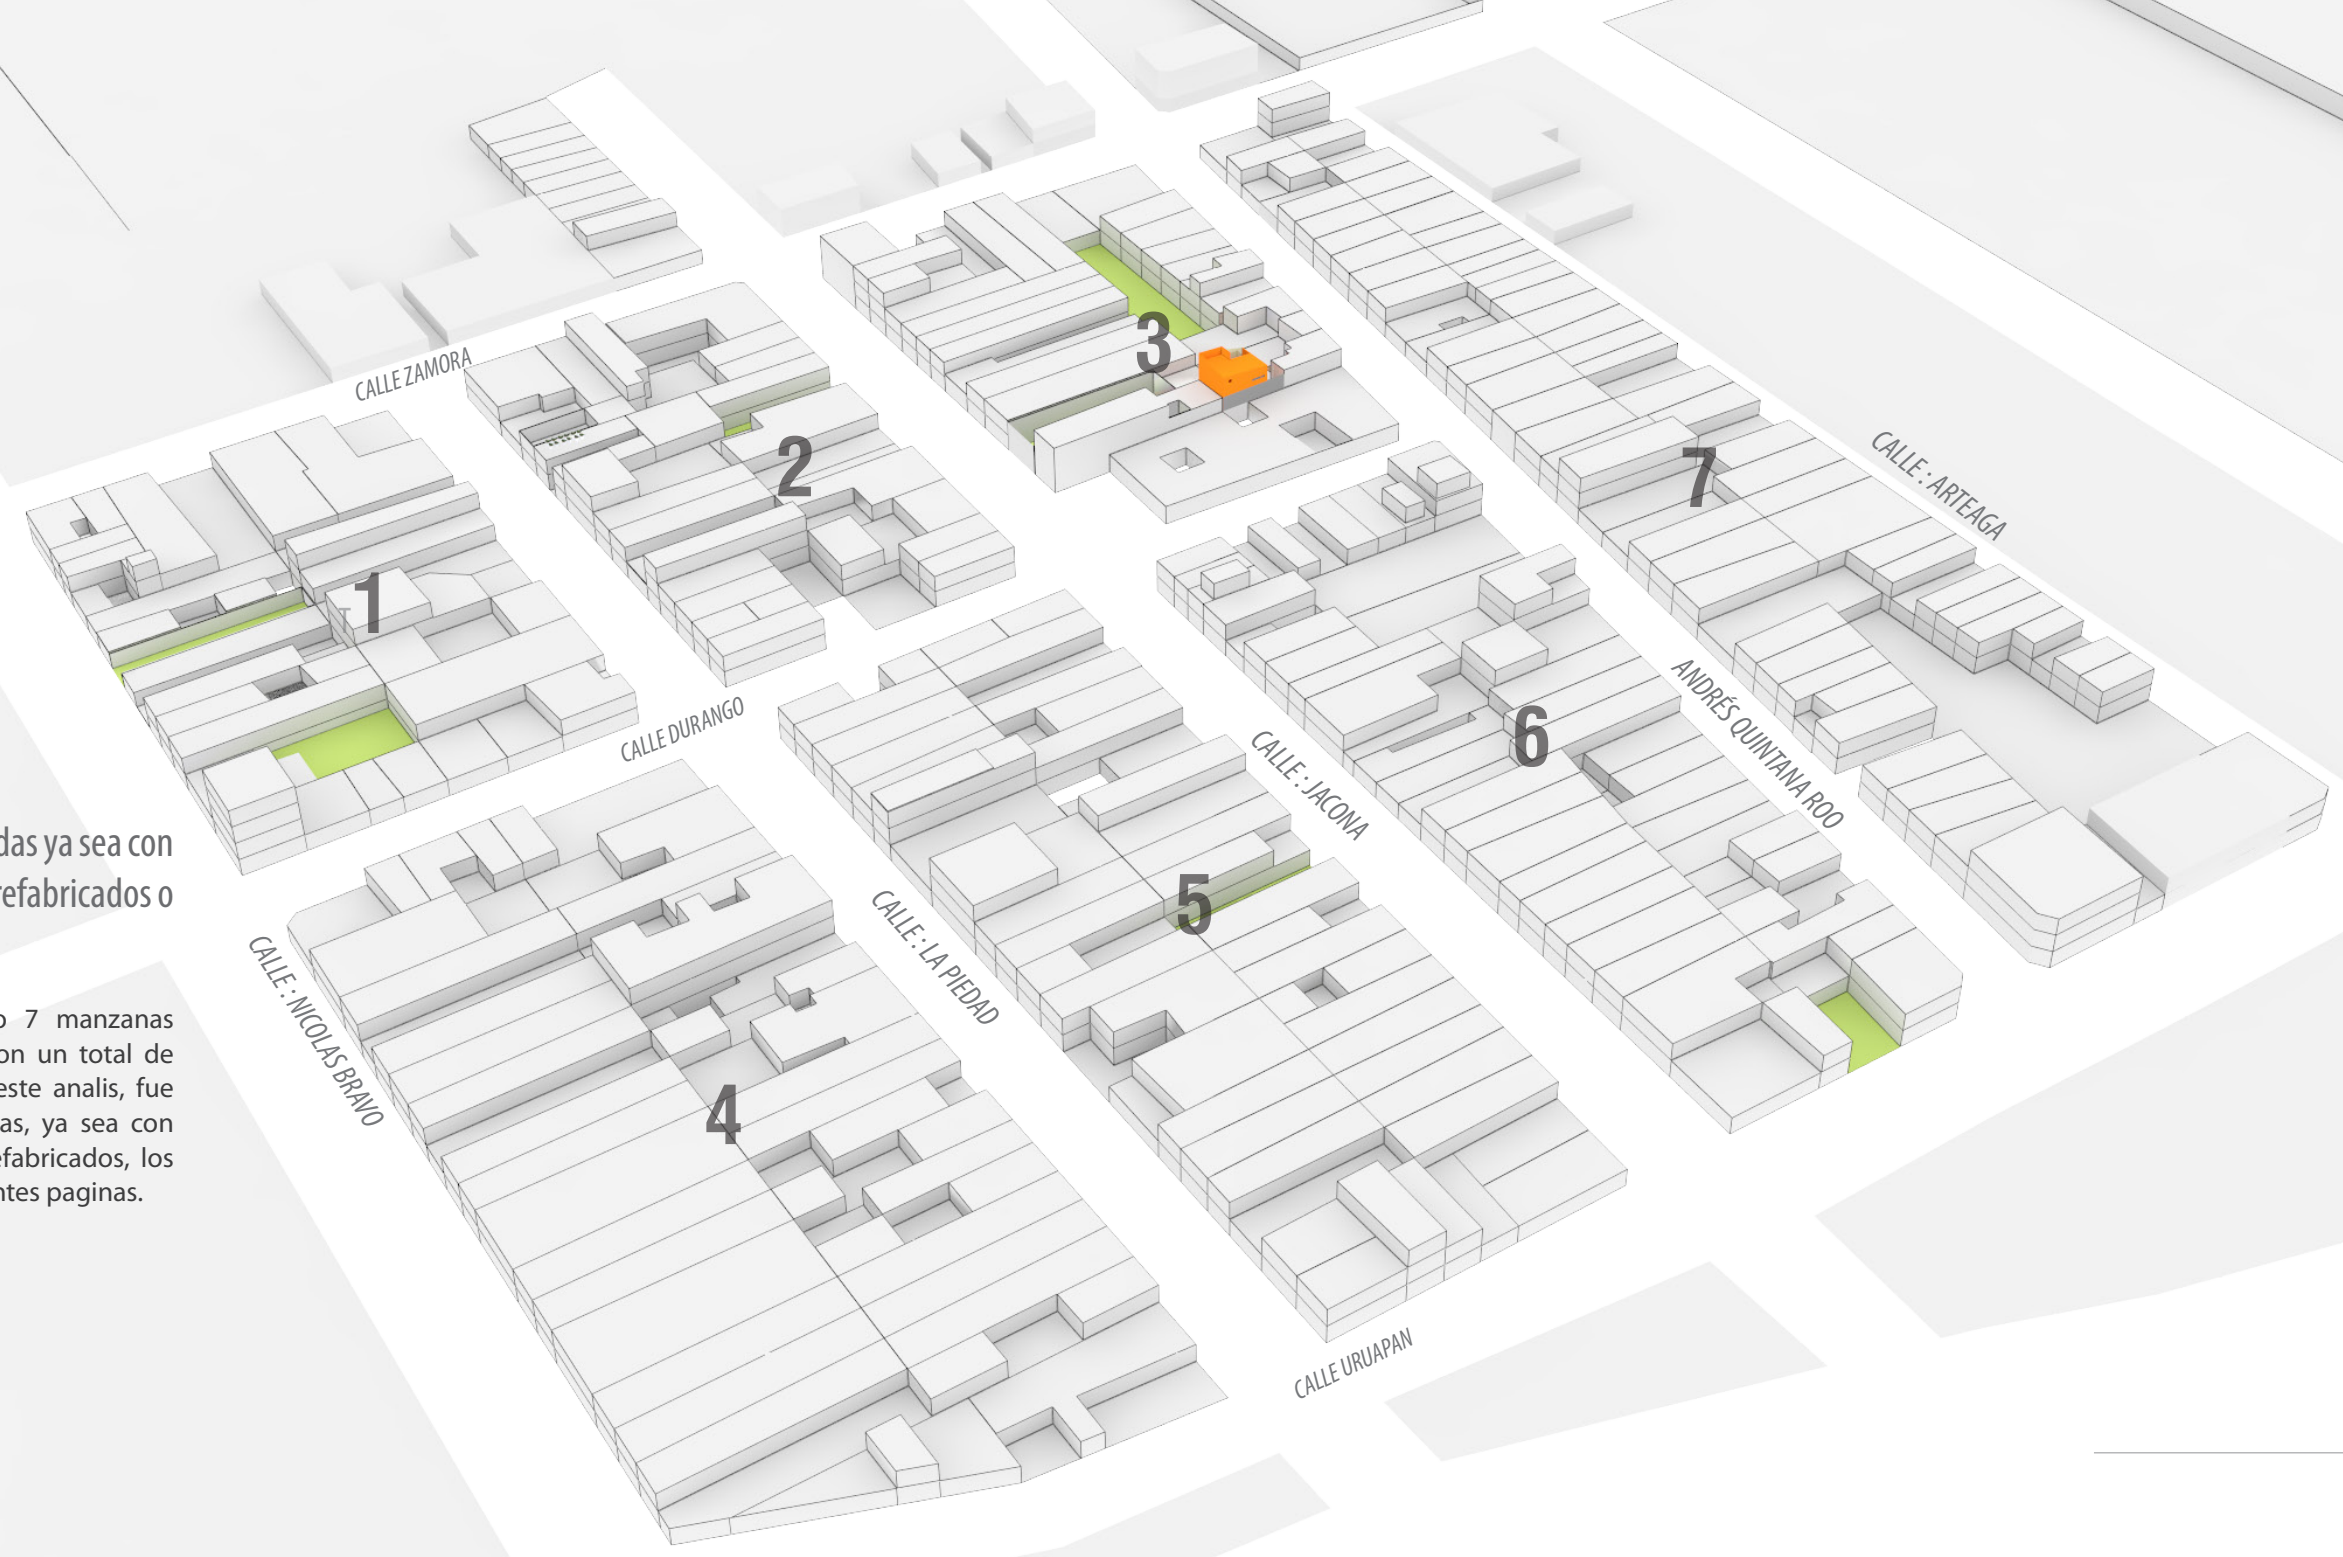 CALLE ZAMORA
3
2
7
CALLE : ARTEAGA
1
CALLE DURANGO
ANDRÉS QUINTANA ROO
6
CALLE : JACONA
das ya sea con
refabricados o
5
CALLE : LA PIEDAD
CALLE : NICOLAS BRAVO
4
o 7 manzanas
on un total de
este analis, fue
as, ya sea con
efabricados, los
ntes paginas.
CALLE URUAPAN